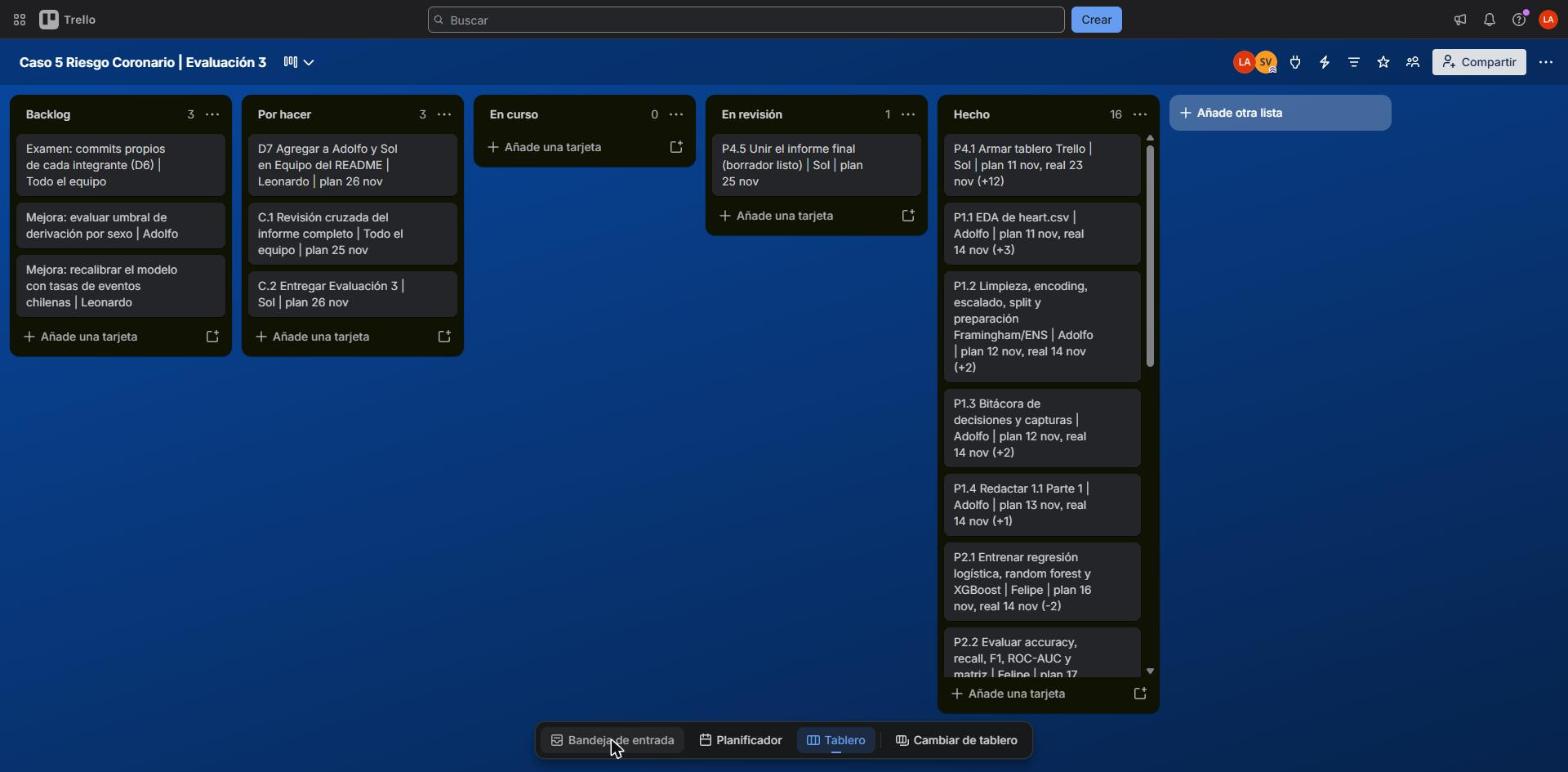 Trello
Buscar
Crear
LA
Caso 5 Riesgo Coronario | Evaluación 3
LA
SV
Compartir
Backlog
3
Examen: commits propios
de cada integrante (D6) |
Todo el equipo
Mejora: evaluar umbral de
derivación por sexo | Adolfo
Mejora: recalibrar el modelo
con tasas de eventos
chilenas | Leonardo
Añade una tarjeta
Por hacer
3
D7 Agregar a Adolfo y Sol
en Equipo del README |
Leonardo | plan 26 nov
C.1 Revisión cruzada del
informe completo | Todo el
equipo | plan 25 nov
C.2 Entregar Evaluación 3 |
Sol | plan 26 nov
Añade una tarjeta
En curso
0
Añade una tarjeta
En revisión
1
P4.5 Unir el informe final
(borrador listo) | Sol | plan
25 nov
Añade una tarjeta
Hecho
16
P4.1 Armar tablero Trello |
Sol | plan 11 nov, real 23
nov (+12)
P1.1 EDA de heart.csv |
Adolfo | plan 11 nov, real
14 nov (+3)
P1.2 Limpieza, encoding,
escalado, split y
preparación
Framingham/ENS | Adolfo
| plan 12 nov, real 14 nov
(+2)
P1.3 Bitácora de
decisiones y capturas |
Adolfo | plan 12 nov, real
14 nov (+2)
P1.4 Redactar 1.1 Parte 1 |
Adolfo | plan 13 nov, real
14 nov (+1)
P2.1 Entrenar regresión
logística, random forest y
XGBoost | Felipe | plan 16
nov, real 14 nov (-2)
P2.2 Evaluar accuracy,
recall, F1, ROC-AUC y
matriz | Felipe | plan 17
Añade una tarjeta
Añade otra lista
Bandeja de entrada
Planificador
Tablero
Cambiar de tablero